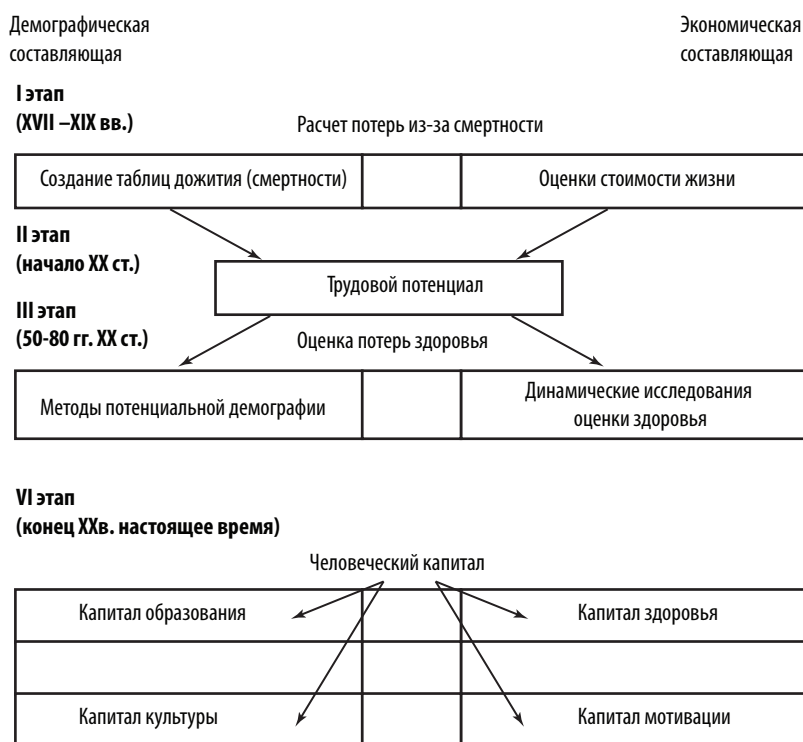 Демографическая
составляющая
Экономическая
составляющая
I этап
(XVII –XIX вв.)
Расчет потерь из-за смертности
Создание таблиц дожития (смертности)
Оценки стоимости жизни
II этап
(начало XX ст.)
Трудовой потенциал
III этап
(50-80 гг. XX ст.)
Оценка потерь здоровья
Методы потенциальной демографии
Динамические исследования
оценки здоровья
VI этап
(конец XXв. настоящее время)
Человеческий капитал
Капитал образования
Капитал здоровья
Капитал культуры
Капитал мотивации